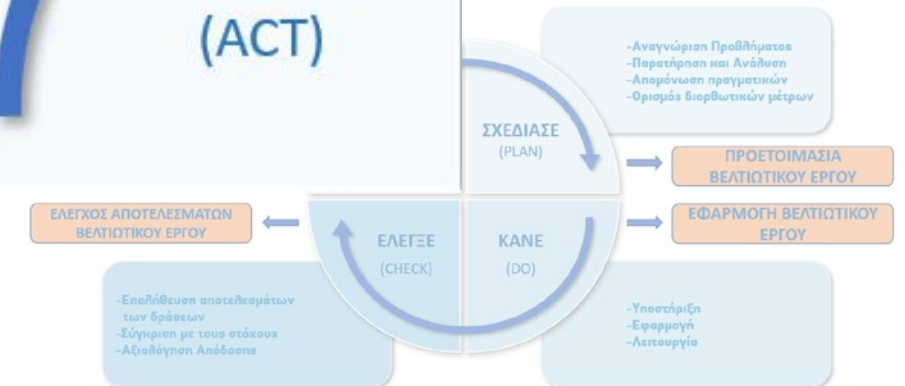 (ACT)
-Αναγνώριση Προβλήματος
-Παρατήρηση και Ανάλυση
-Απομόνωση πραγματικών
-Ορισμός διορθωτικών μέτρων
ΣΧΕΔΙΑΣΕ
(PLAN)
ΠΡΟΕΤΟΙΜΑΣΙΑ
ΒΕΛΤΙΩΤΙΚΟΥ ΕΡΓΟΥ
ΕΛΕΓΧΟΣ ΑΠΟΤΕΛΕΣΜΑΤΩΝ
ΒΕΛΤΙΩΤΙΚΟΥ ΕΡΓΟΥ
ΕΦΑΡΜΟΓΗ ΒΕΛΤΙΩΤΙΚΟΥ
ΕΡΓΟΥ
ΕΛΕΓΞΕ
(CHECK)
ΚΑΝΕ
(DO)
-Επαλήθευση αποτελεσμάτων
των δράσεων
-Σύγκριση με τους στόχους
-Αξιολόγηση Απόδοσης
-Υποστήριξη
-Εφαρμογή
-Λειτουργία